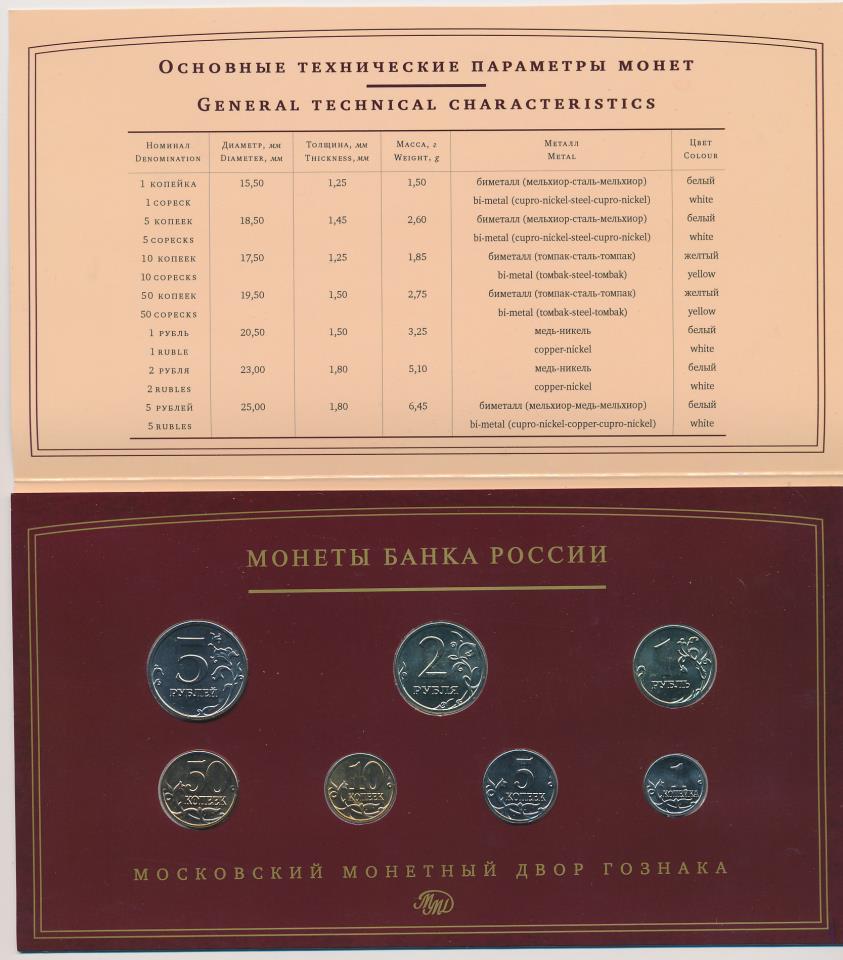 Основные технические параметры монет
General technical characteristics
Номинал Диаметр, мм Толщина, мм Масса, г Металл Цвет
Denomination Diameter, мм Thickness, мм Weight, g Metal Colour
1 копейка 15,50 1,25 1,50 биметалл (мельхиор-сталь-мельхиор) белый
1 copeck bi-metal (cupro-nickel-steel-cupro-nickel) white
5 копеек 18,50 1,45 2,60 биметалл (мельхиор-сталь-мельхиор) белый
5 copecks bi-metal (cupro-nickel-steel-cupro-nickel) white
10 копеек 17,50 1,25 1,85 биметалл (томпак-сталь-томпак) желтый
10 copecks bi-metal (toмbak-steel-toмbak) yellow
50 копеек 19,50 1,50 2,75 биметалл (томпак-сталь-томпак) желтый
50 copecks bi-metal (toмbak-steel-toмbak) yellow
1 рубль 20,50 1,50 3,25 медь-никель белый
1 ruble copper-nickel white
2 рубля 23,00 1,80 5,10 медь-никель белый
2 rubles copper-nickel white
5 рублей 25,00 1,80 6,45 биметалл (мельхиор-медь-мельхиор) белый
5 rubles bi-metal (cupro-nickel-copper-cupro-nickel) white
МОНЕТЫ БАНКА РОССИИ
5 РУБЛЕЙ
2 РУБЛЯ
1 РУБЛЬ
50 КОПЕЕК
10 КОПЕЕК
5 КОПЕЕК
1 КОПЕЙКА
МОСКОВСКИЙ МОНЕТНЫЙ ДВОР ГОЗНАКА
ММД